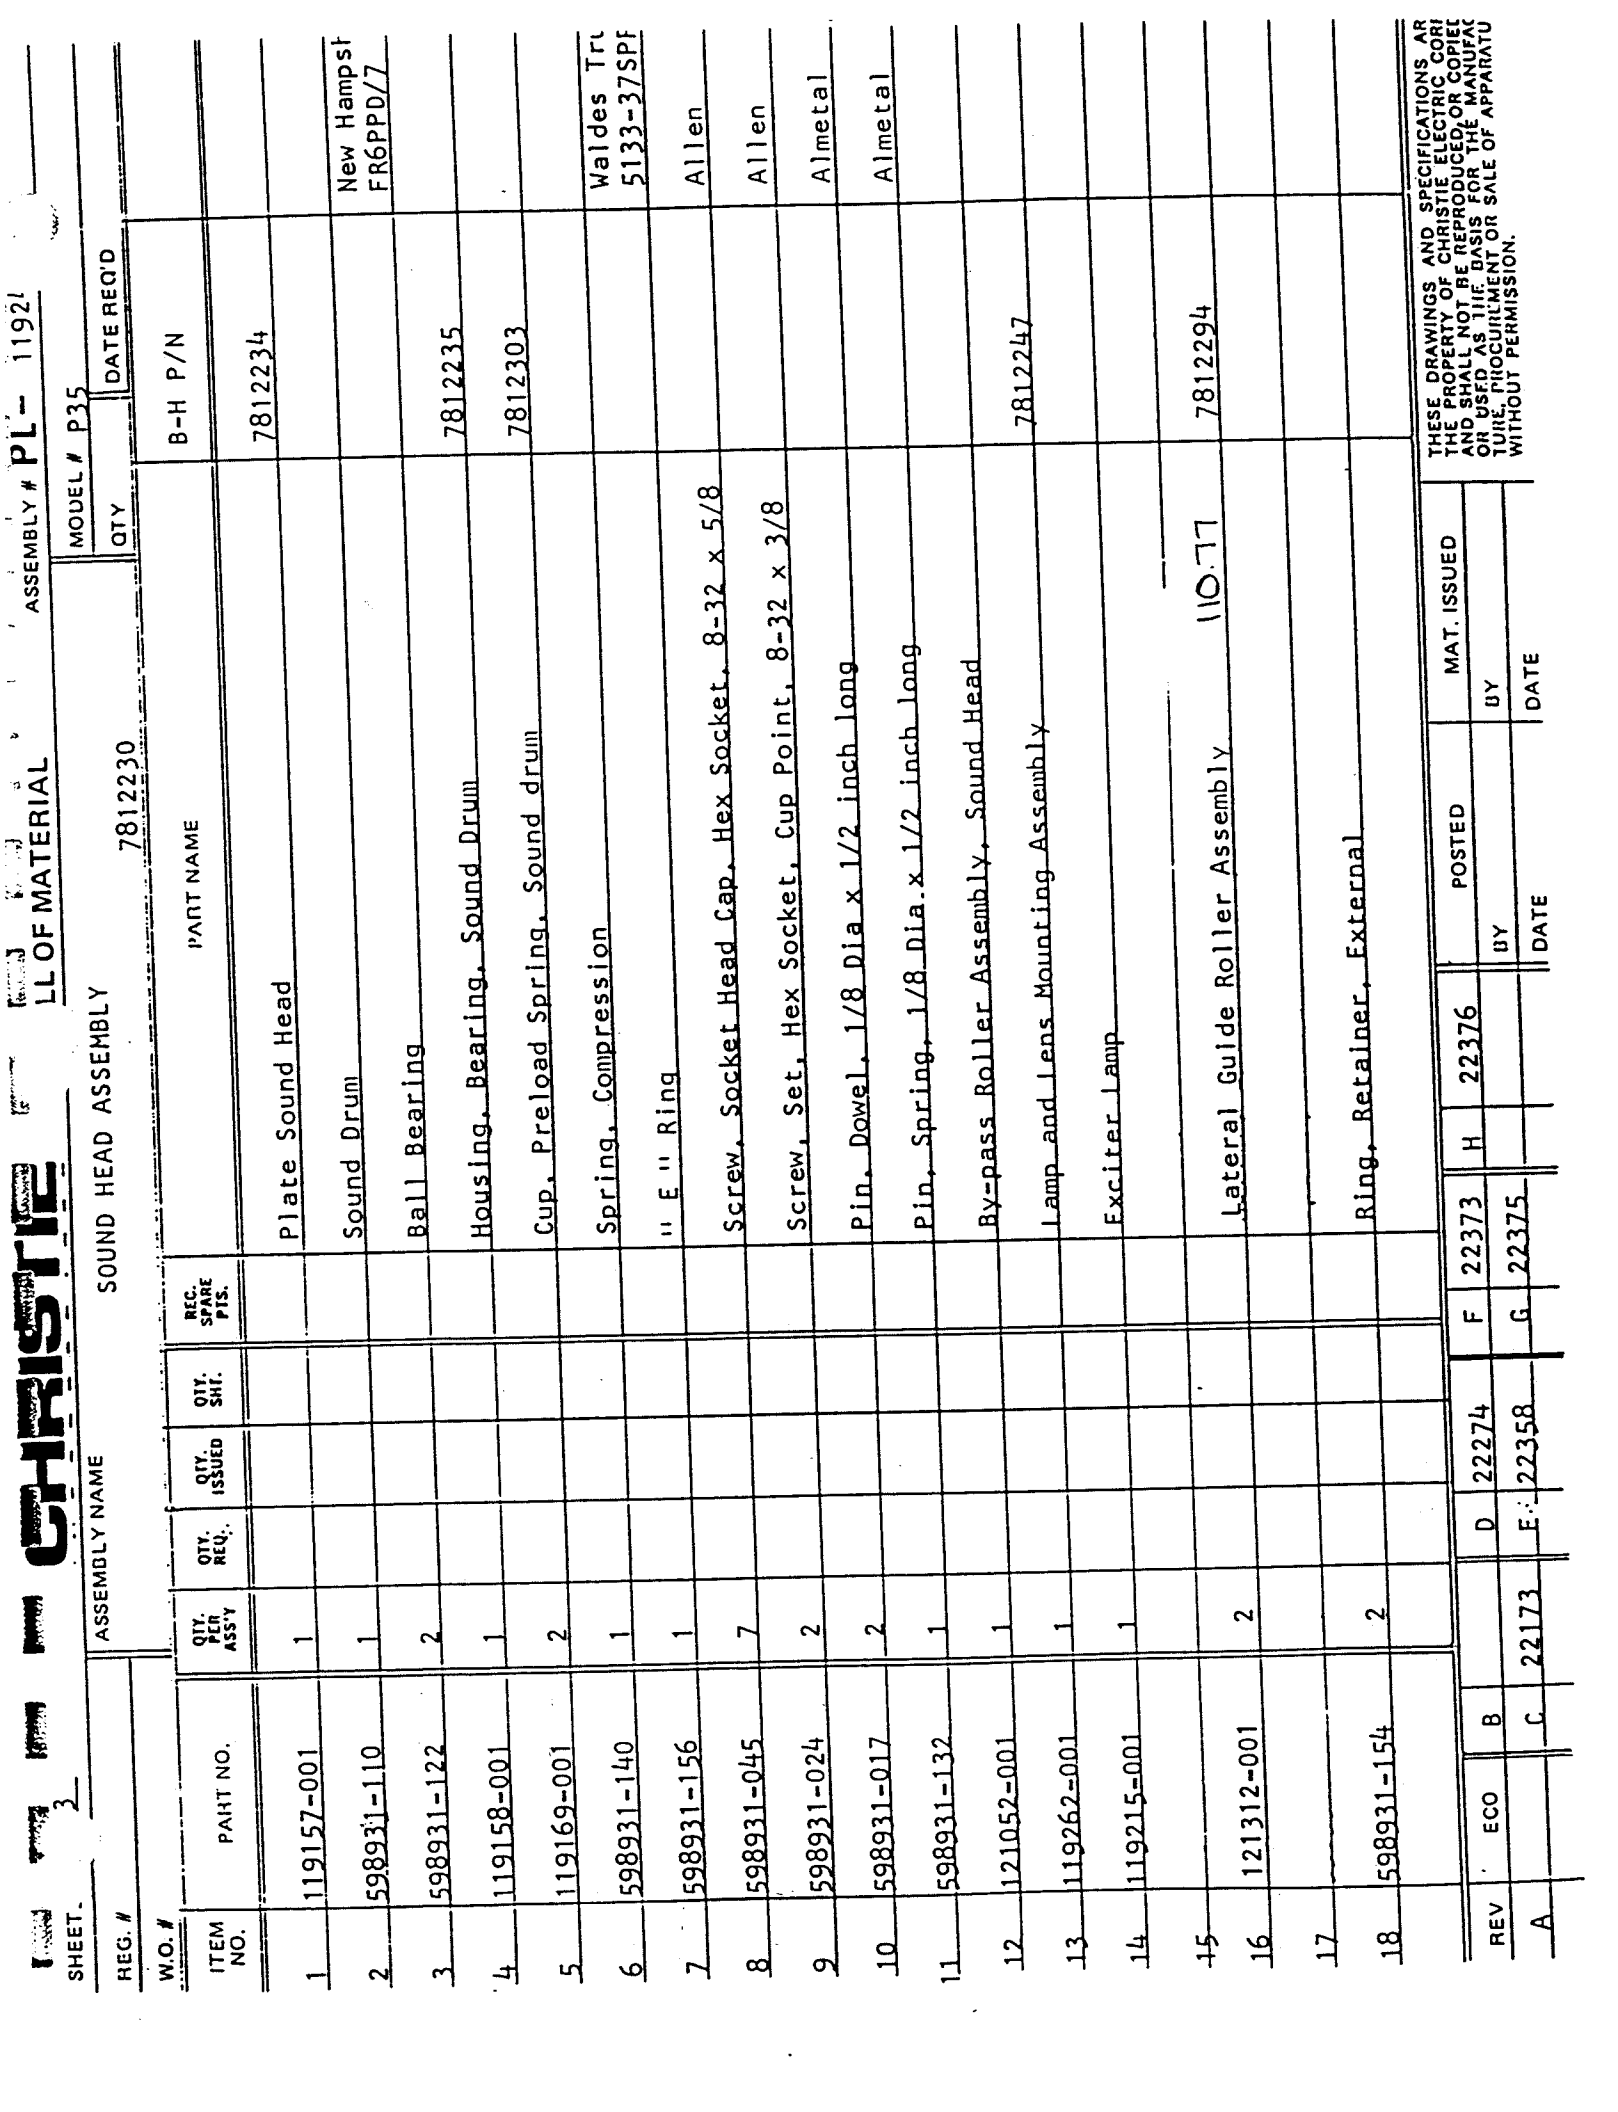 CHRISTIE
SHEET 3 LL OF MATERIAL ASSEMBLY # PL- 1192
ASSEMBLY NAME SOUND HEAD ASSEMBLY MODEL # P35
REG. # 7812230 QTY DATE REQ'D
W.O. #
ITEM NO. PART NO. QTY. PER ASS'Y QTY. REQ. QTY. ISSUED QTY. SHT. REC. SPARE PTS. PART NAME B-H P/N
1 119157-001 1 Plate Sound Head 7812234
2 598931-110 1 Sound Drum
New Hampsh
3 598931-122 2 Ball Bearing FR6PPD/7
4 119158-001 1 Housing, Bearing, Sound Drum 7812235
5 119169-001 2 Cup, Preload Spring, Sound drum 7812303
6 598931-140 1 Spring, Compression
Waldes Tru
7 598931-156 1 " E " Ring 5133-37SPP
8 598931-045 7 Screw, Socket Head Cap, Hex Socket, 8-32 x 5/8 Allen
9 598931-024 2 Screw, Set, Hex Socket, Cup Point, 8-32 x 3/8 Allen
10 598931-017 2 Pin, Dowel, 1/8 Dia x 1/2 inch long Almetal
11 598931-132 1 Pin, Spring, 1/8 Dia. x 1/2 inch long Almetal
12 121052-001 1 By-pass Roller Assembly, Sound Head
13 119262-001 1 Lamp and Lens Mounting Assembly 7812247
14 119215-001 1 Exciter Lamp
15
16 121312-001 2 Lateral Guide Roller Assembly 110.77 7812294
17
18 598931-154 2 Ring, Retainer, External
REV ECO B D 22274 F 22373 H 22376 POSTED MAT. ISSUED
A C 22173 E 22358 G 22375 BY BY
DATE DATE
THESE DRAWINGS AND SPECIFICATIONS AR
THE PROPERTY OF CHRISTIE ELECTRIC CORP
AND SHALL NOT BE REPRODUCED, OR COPIED
OR USED AS THE BASIS FOR THE MANUFAC
TURE, PROCUREMENT OR SALE OF APPARATU
WITHOUT PERMISSION.